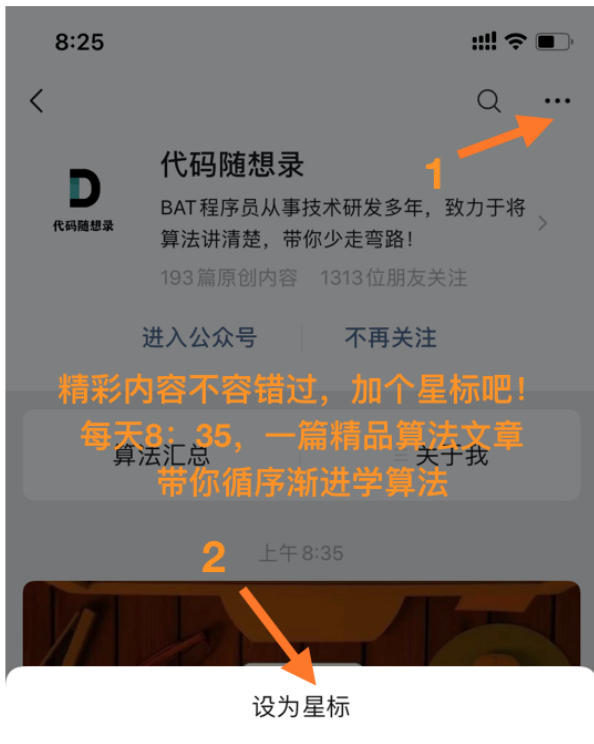 8:25
1
代码随想录
代码随想录
BAT程序员从事技术研发多年，致力于将
算法讲清楚，带你少走弯路！
193篇原创内容 1313位朋友关注
进入公众号 不再关注
精彩内容不容错过，加个星标吧！
每天8：35，一篇精品算法文章
算法汇总 关于我
带你循序渐进学算法
2
上午8:35
设为星标